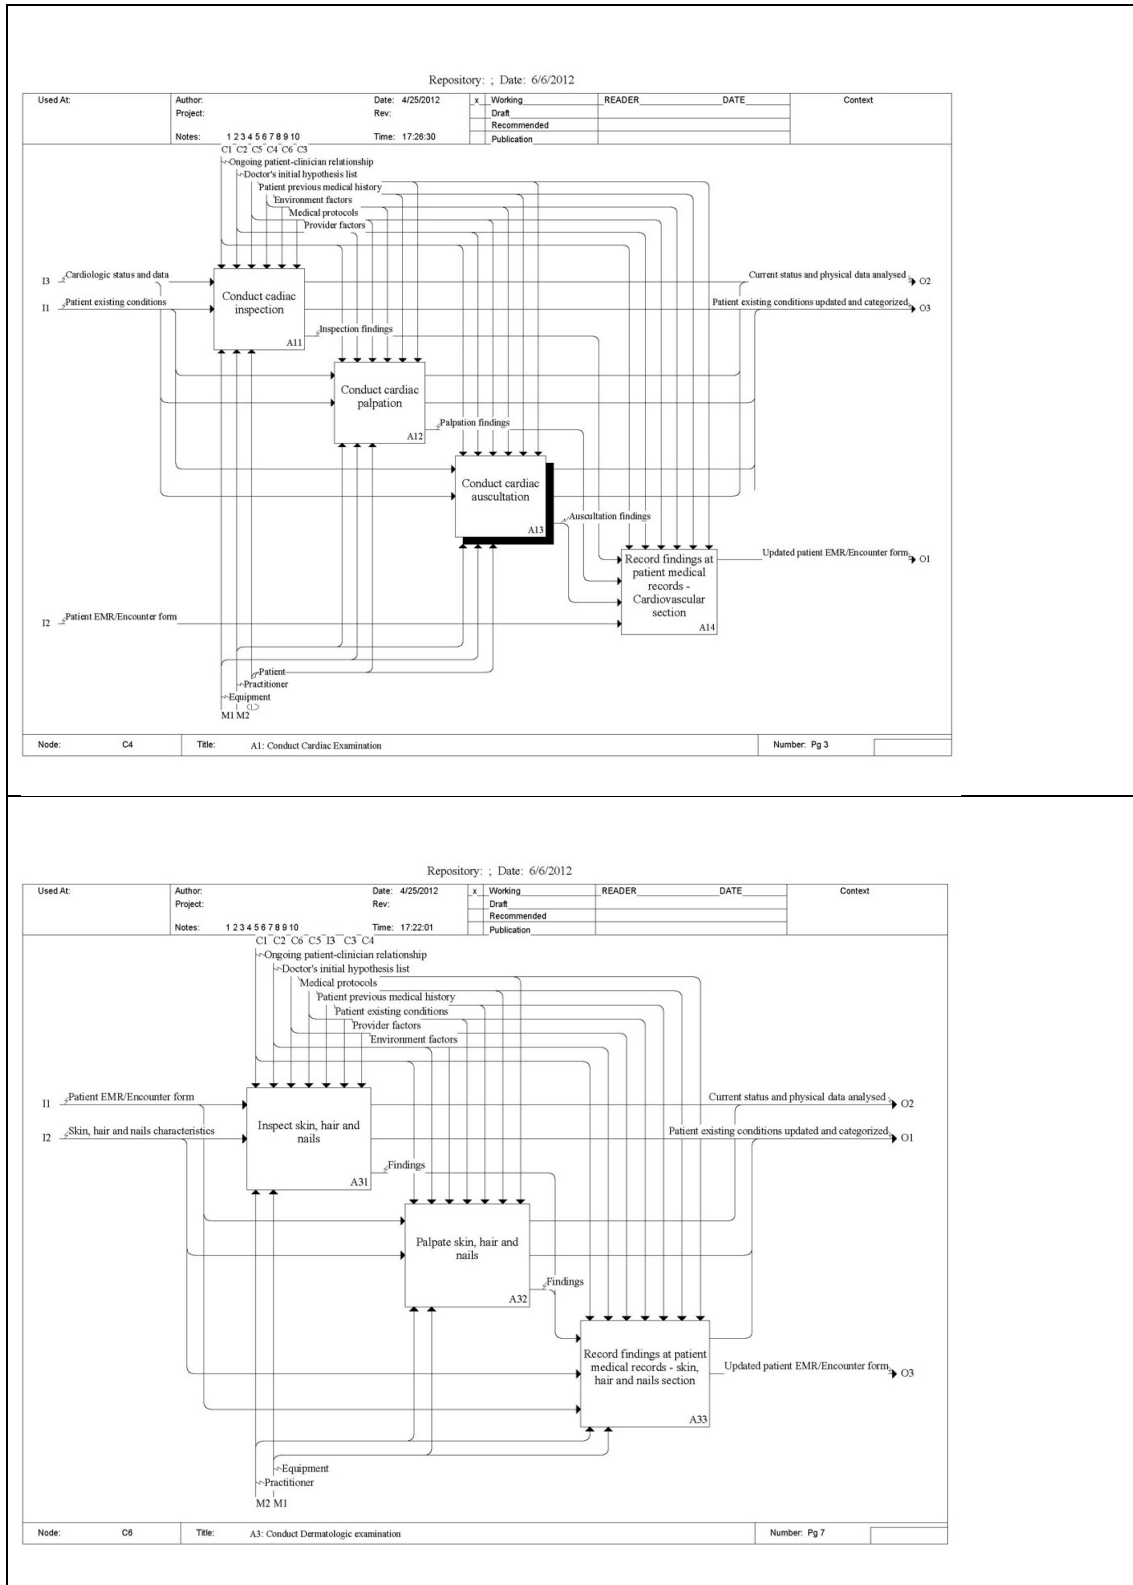 Repository: ; Date: 6/6/2012
Used At: Author: Date: 4/25/2012 x Working READER DATE Context
Project: Rev: Draft
Recommended
Notes: 1 2 3 4 5 6 7 8 9 10 Time: 17:26:30 Publication
C1 C2 C5 C4 C6 C3
Ongoing patient-clinician relationship
Doctor's initial hypothesis list
Patient previous medical history
Environment factors
Medical protocols
Provider factors
I3 Cardiologic status and data
Current status and physical data analysed O2
I1 Patient existing conditions
Patient existing conditions updated and categorized O3
Conduct cadiac
inspection
A11
Inspection findings
Conduct cardiac
palpation
A12
Palpation findings
Conduct cardiac
auscultation
A13
Auscultation findings
Updated patient EMR/Encounter form O1
Record findings at
patient medical
records -
Cardiovascular
section
A14
I2 Patient EMR/Encounter form
Patient
Practitioner
Equipment
M1 M2
Node: C4 Title: A1: Conduct Cardiac Examination Number: Pg 3
Repository: ; Date: 6/6/2012
Used At: Author: Date: 4/25/2012 x Working READER DATE Context
Project: Rev: Draft
Recommended
Notes: 1 2 3 4 5 6 7 8 9 10 Time: 17:22:01 Publication
C1 C2 C6 C5 I3 C3 C4
Ongoing patient-clinician relationship
Doctor's initial hypothesis list
Medical protocols
Patient previous medical history
Patient existing conditions
Provider factors
Environment factors
I1 Patient EMR/Encounter form
Current status and physical data analysed O2
I2 Skin, hair and nails characteristics
Patient existing conditions updated and categorized O1
Inspect skin, hair and
nails
A31
Findings
Palpate skin, hair and
nails
A32
Findings
Record findings at patient
medical records - skin,
hair and nails section
A33
Updated patient EMR/Encounter form O3
Equipment
Practitioner
M2 M1
Node: C6 Title: A3: Conduct Dermatologic examination Number: Pg 7